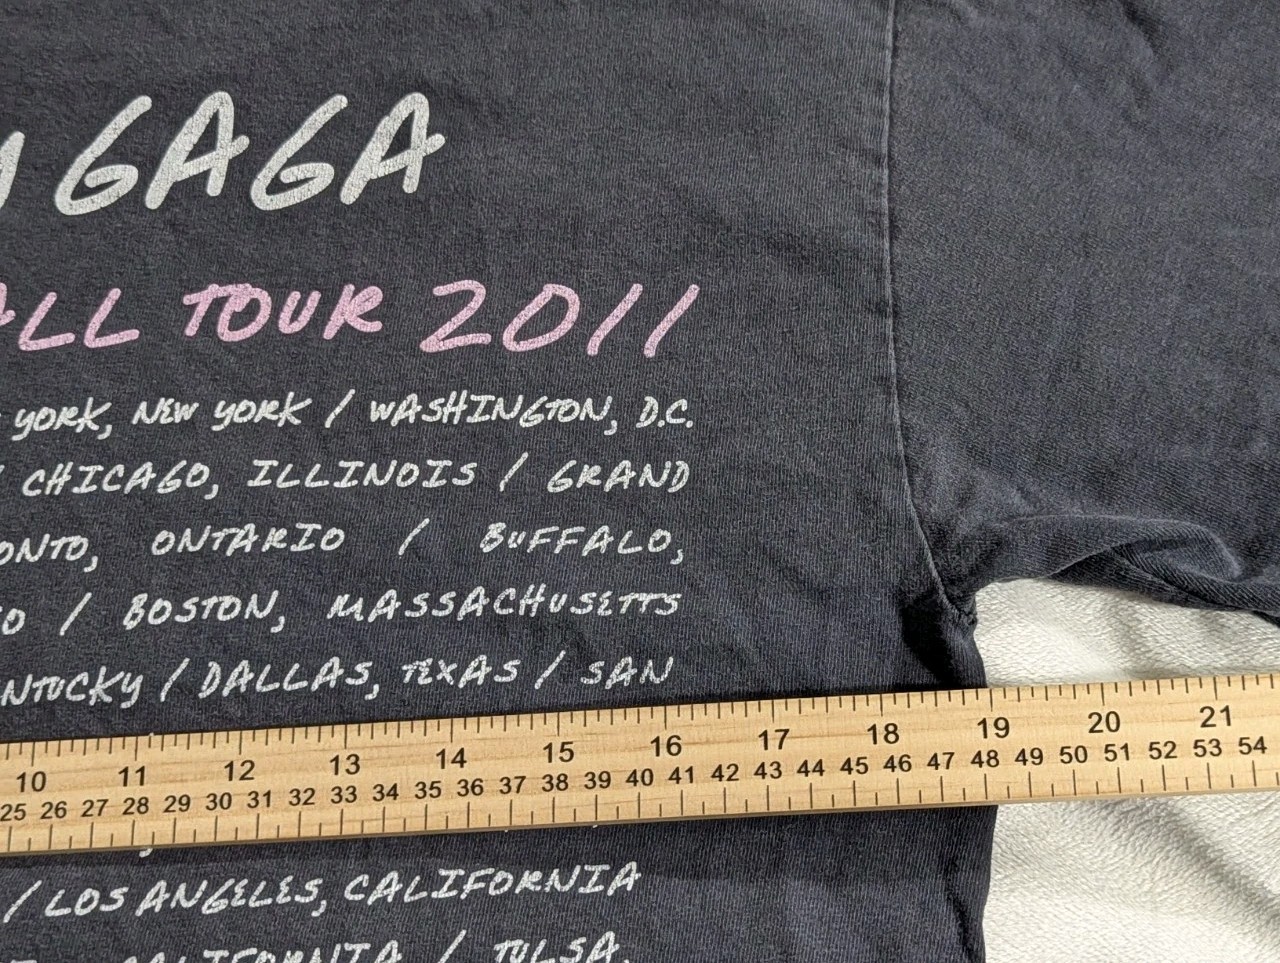 GAGA
ALL TOUR 2011
YORK, NEW YORK / WASHINGTON, D.C.
/ CHICAGO, ILLINOIS / GRAND
ONTO, ONTARIO / BUFFALO,
O / BOSTON, MASSACHUSETTS
NTUCKY / DALLAS, TEXAS / SAN
10 11 12 13 14 15 16 17 18 19 20 21
25 26 27 28 29 30 31 32 33 34 35 36 37 38 39 40 41 42 43 44 45 46 47 48 49 50 51 52 53 54
/ LOS ANGELES, CALIFORNIA
CALIFORNIA / TULSA,